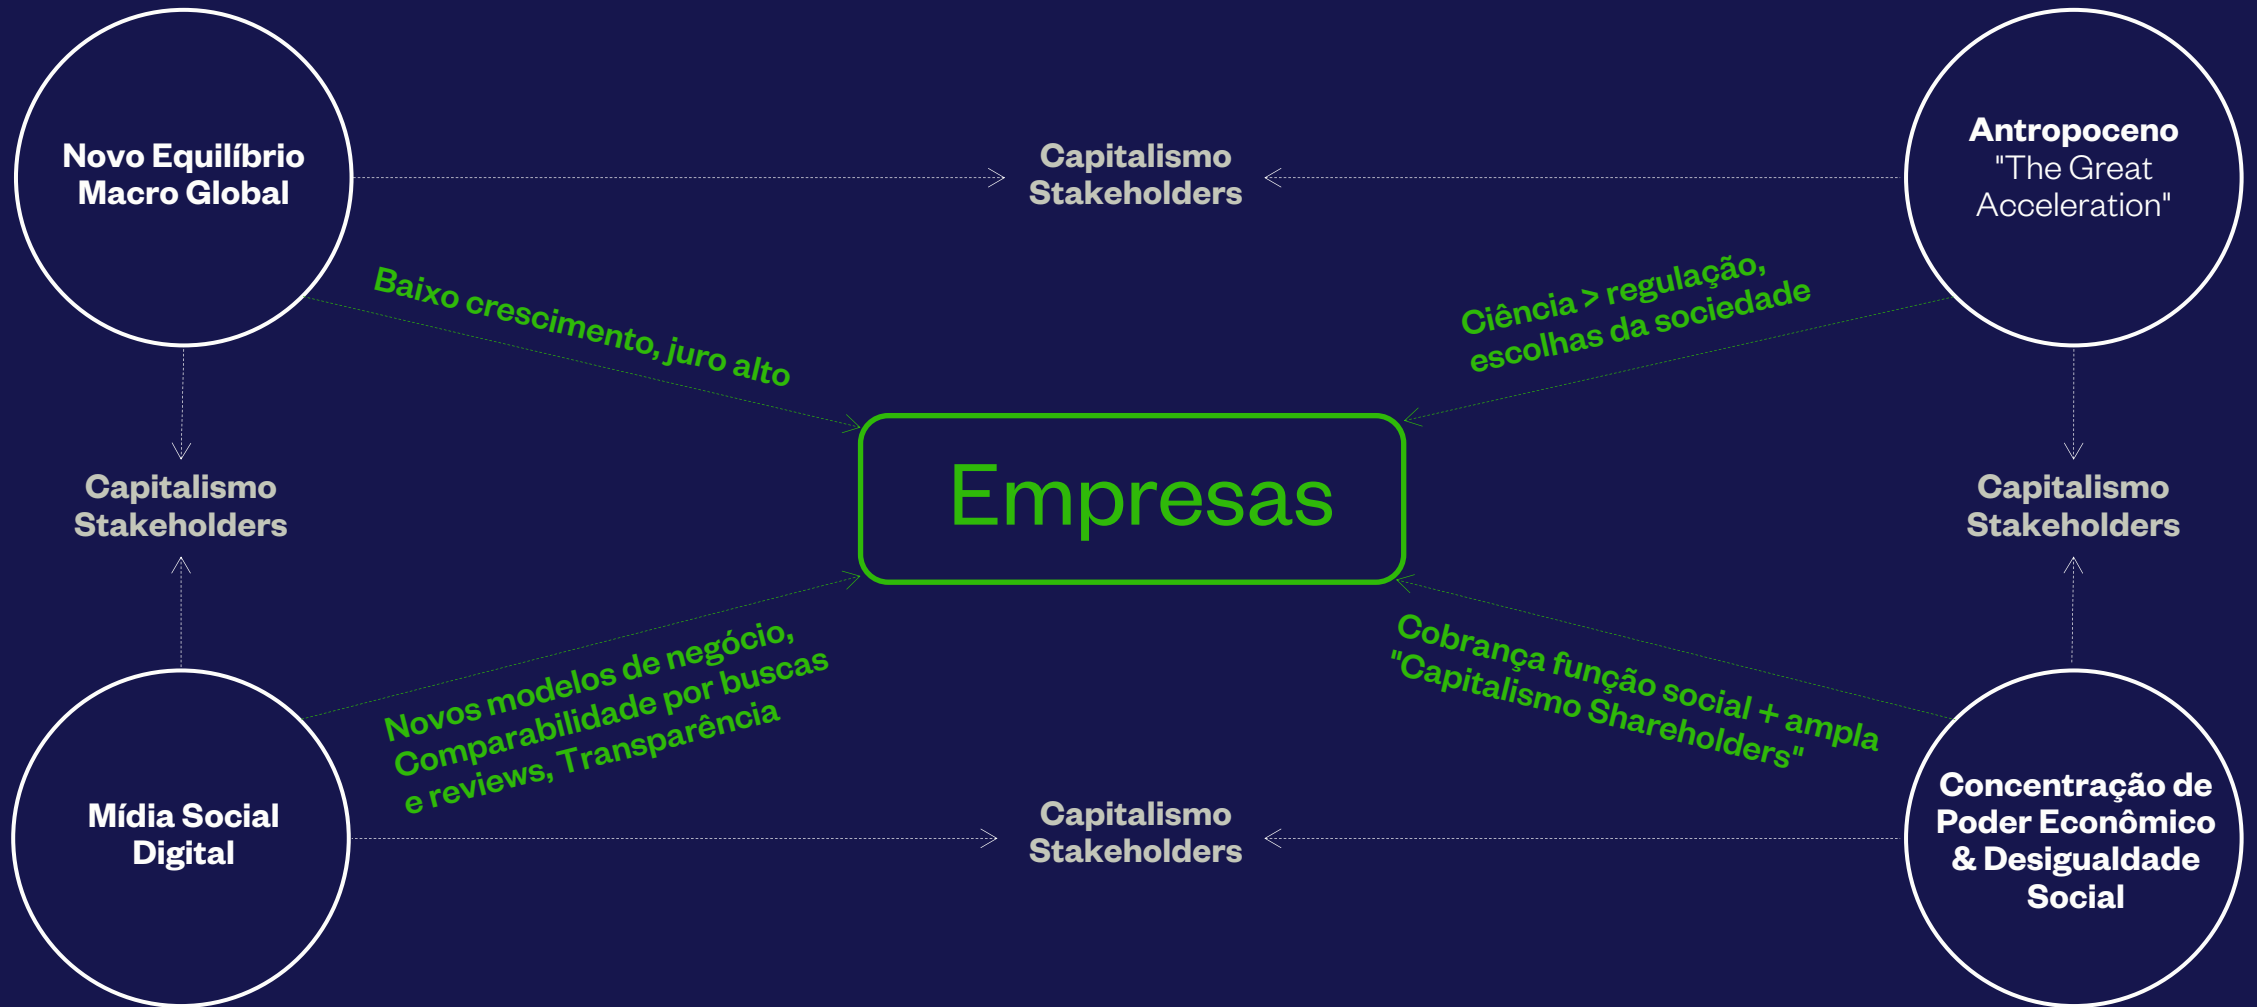 Novo Equilíbrio
Macro Global
Capitalismo
Stakeholders
Antropoceno
"The Great
Acceleration"
Baixo crescimento, juro alto
Ciência > regulação,
escolhas da sociedade
Capitalismo
Stakeholders
Empresas
Capitalismo
Stakeholders
Novos modelos de negócio,
Comparabilidade por buscas
e reviews, Transparência
Cobrança função social + ampla
"Capitalismo Shareholders"
Mídia Social
Digital
Capitalismo
Stakeholders
Concentração de
Poder Econômico
& Desigualdade
Social